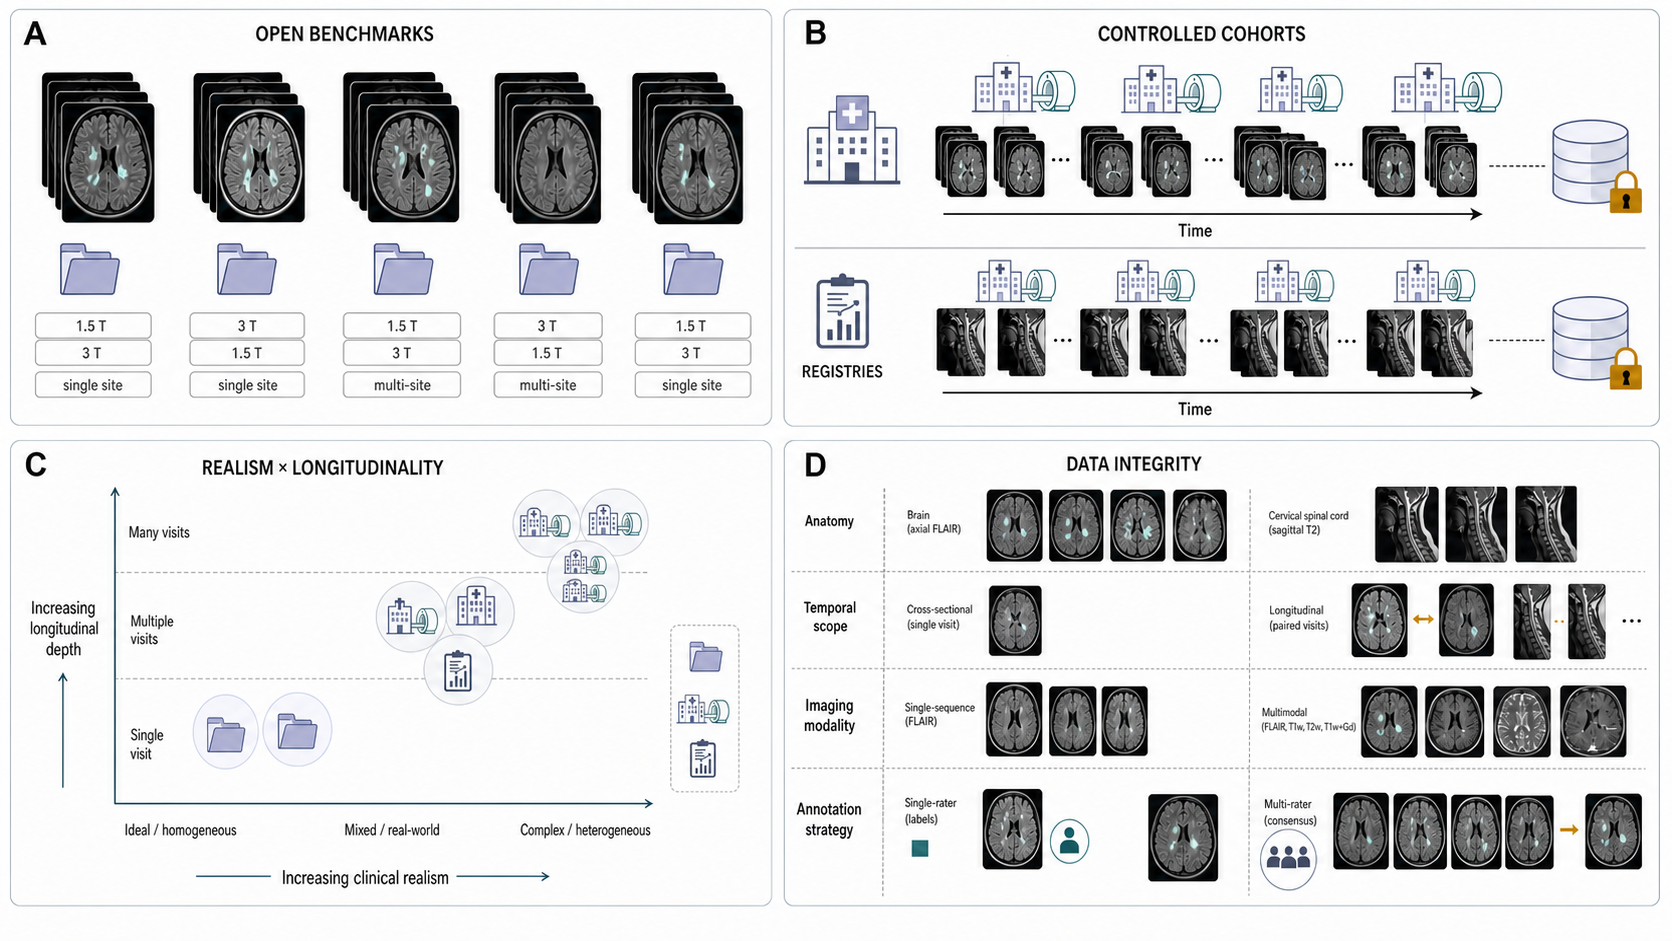 A
OPEN BENCHMARKS
1.5 T
3 T
single site
3 T
1.5 T
single site
1.5 T
3 T
multi-site
3 T
1.5 T
multi-site
1.5 T
3 T
single site
B
CONTROLLED COHORTS
Time
REGISTRIES
Time
C
REALISM × LONGITUDINALITY
Increasing
longitudinal
depth
Many visits
Multiple
visits
Single
visit
Ideal / homogeneous
Mixed / real-world
Complex / heterogeneous
Increasing clinical realism
D
DATA INTEGRITY
Anatomy
Brain
(axial FLAIR)
Cervical spinal cord
(sagittal T2)
Temporal
scope
Cross-sectional
(single visit)
Longitudinal
(paired visits)
Imaging
modality
Single-sequence
(FLAIR)
Multimodal
(FLAIR, T1w, T2w, T1w+Gd)
Annotation
strategy
Single-rater
(labels)
Multi-rater
(consensus)